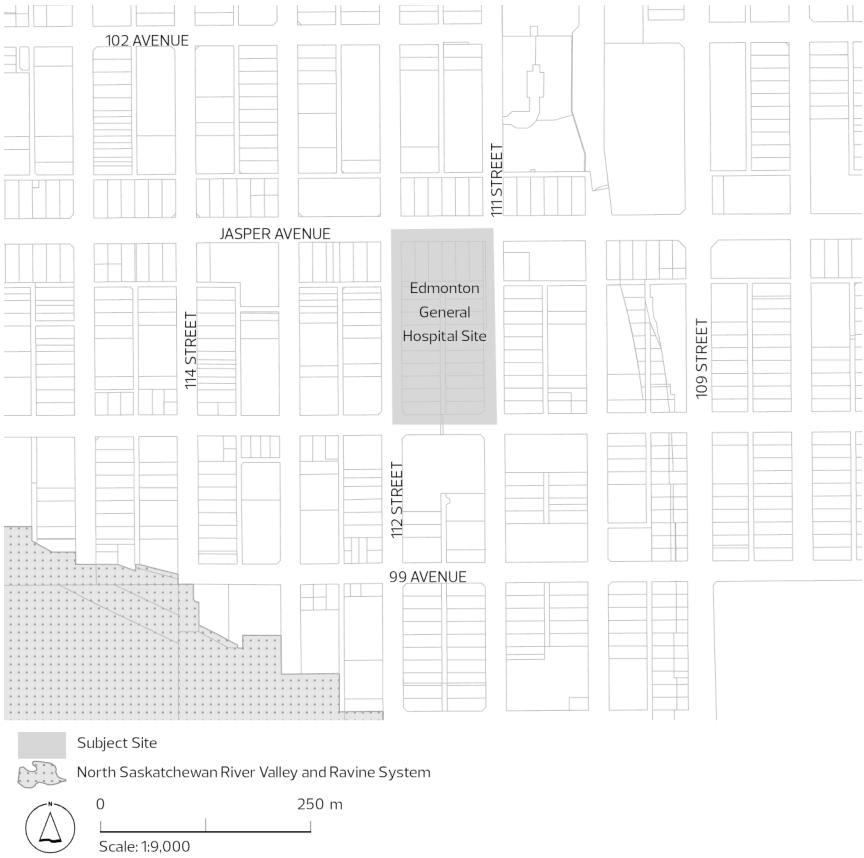 102 AVENUE
111 STREET
JASPER AVENUE
Edmonton
General
Hospital Site
114 STREET
109 STREET
112 STREET
99 AVENUE
Subject Site
North Saskatchewan River Valley and Ravine System
N
0 250 m
Scale: 1:9,000